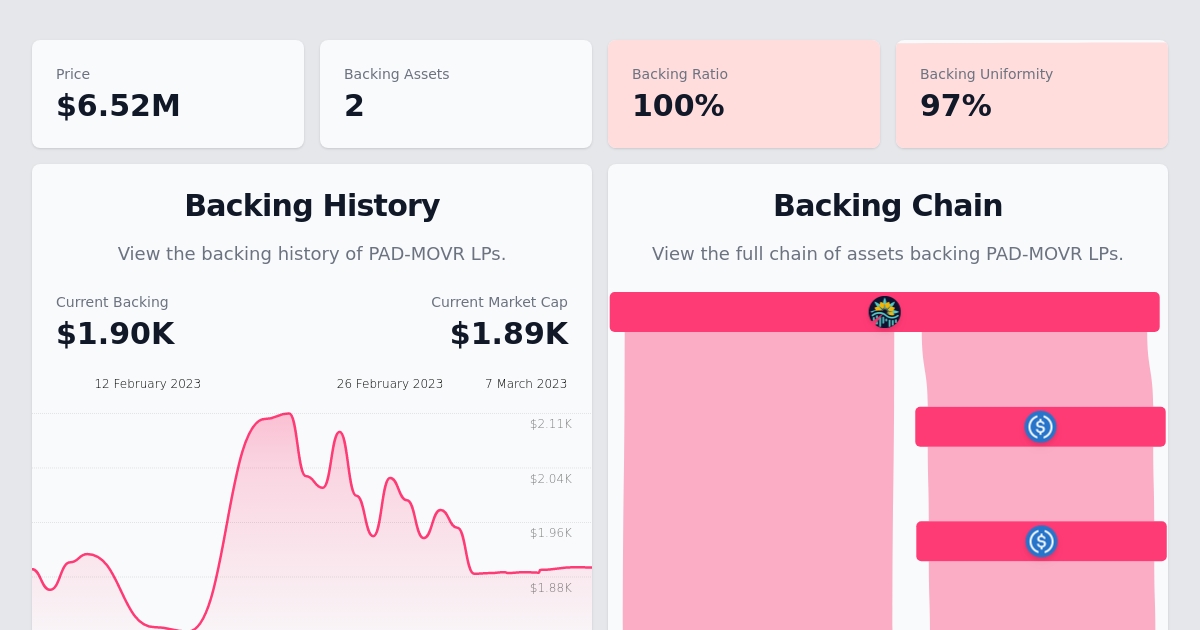 Price
$6.52M
Backing Assets
2
Backing Ratio
100%
Backing Uniformity
97%
Backing History
View the backing history of PAD-MOVR LPs.
Current Backing
$1.90K
Current Market Cap
$1.89K
12 February 2023
26 February 2023
7 March 2023
$2.11K
$2.04K
$1.96K
$1.88K
Backing Chain
View the full chain of assets backing PAD-MOVR LPs.